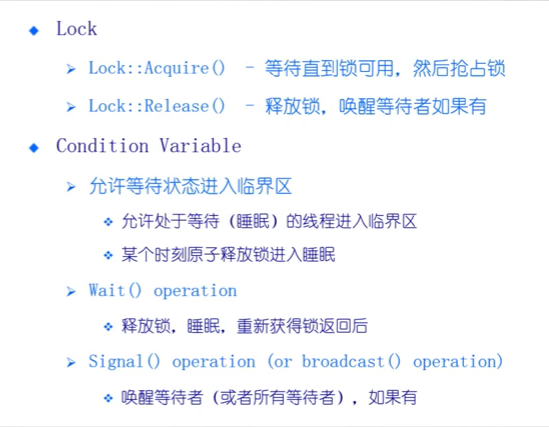 Lock
Lock::Acquire() - 等待直到锁可用，然后抢占锁
Lock::Release() - 释放锁，唤醒等待者如果有
Condition Variable
允许等待状态进入临界区
允许处于等待（睡眠）的线程进入临界区
某个时刻原子释放锁进入睡眠
Wait() operation
释放锁，睡眠，重新获得锁返回后
Signal() operation (or broadcast() operation)
唤醒等待者（或者所有等待者），如果有